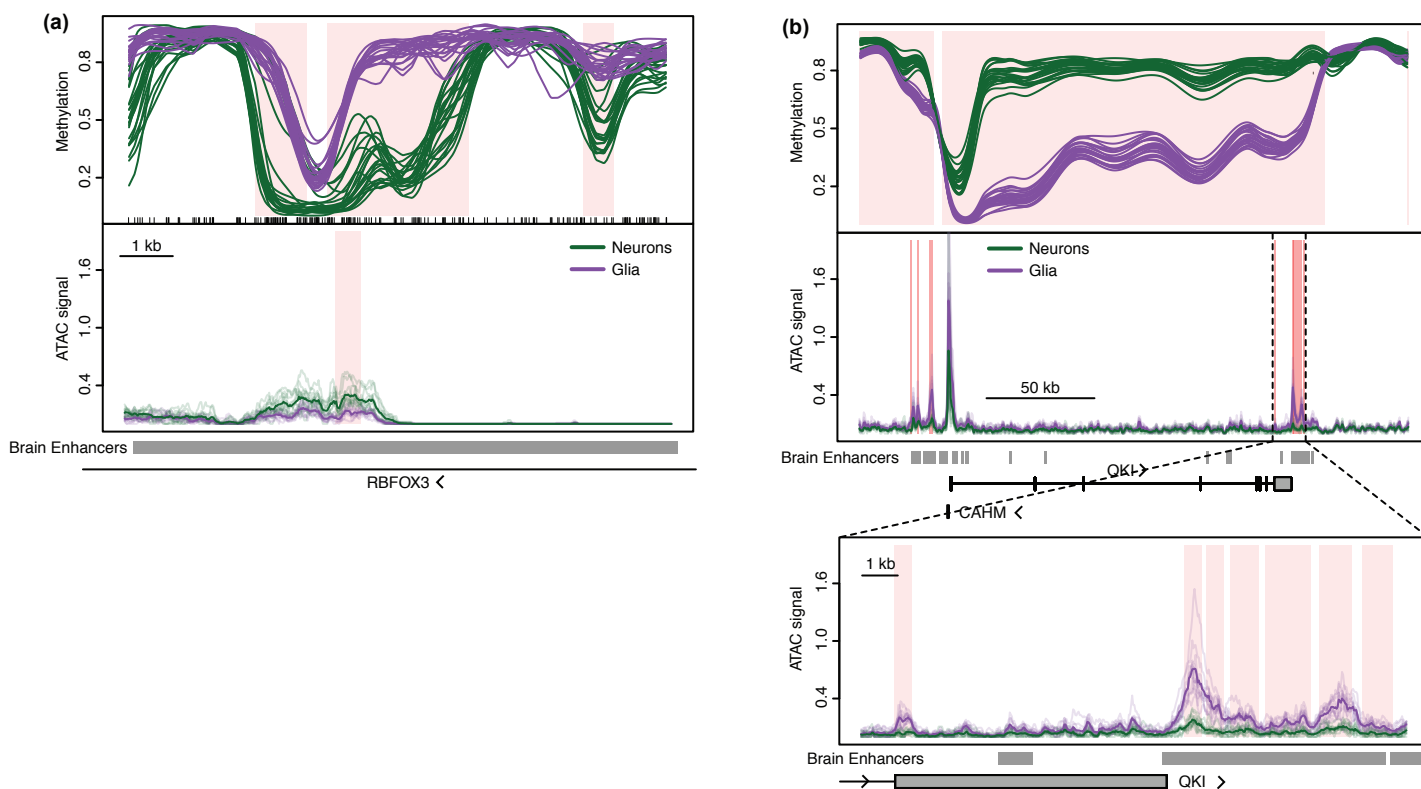 (a)
Methylation
0.8
0.5
0.2
1 kb
Neurons
Glia
ATAC signal
1.6
1.0
0.4
Brain Enhancers
RBFOX3 <
(b)
Methylation
0.8
0.5
0.2
Neurons
Glia
ATAC signal
1.6
1.0
0.4
50 kb
Brain Enhancers
QKI >
CAHM <
1 kb
ATAC signal
1.6
1.0
0.4
Brain Enhancers
QKI >